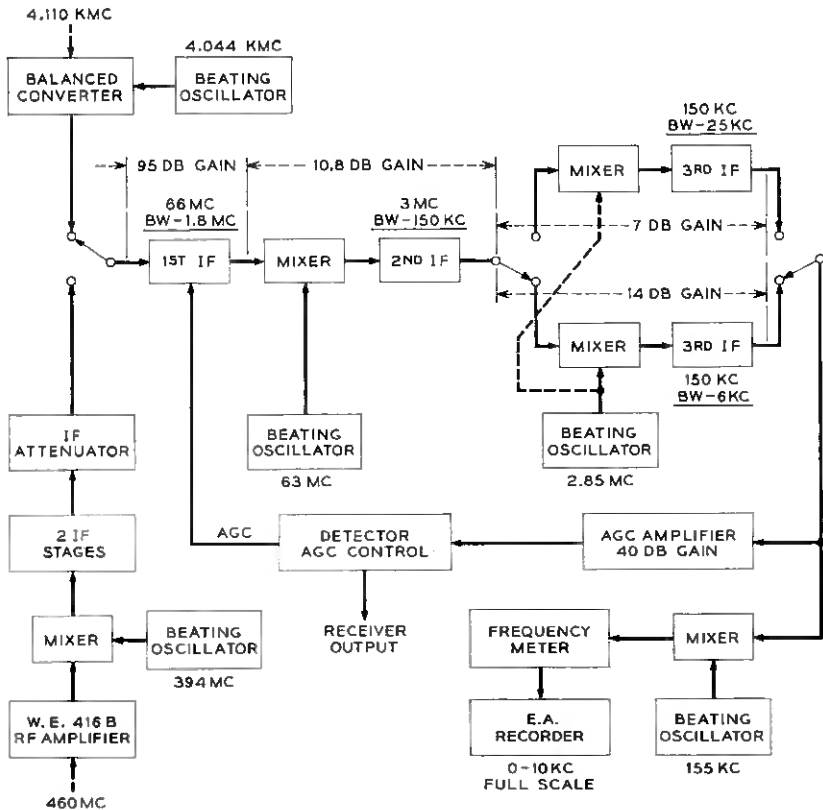 4.110 KMC
4.044 KMC
BALANCED
CONVERTER
BEATING
OSCILLATOR
150 KC
BW-25KC
95 DB GAIN
10.8 DB GAIN
MIXER
3RD IF
66 MC
BW-1.8 MC
3 MC
BW-150 KC
7 DB GAIN
1ST IF
MIXER
2ND IF
14 DB GAIN
MIXER
3RD IF
150 KC
BW-6KC
IF
ATTENUATOR
BEATING
OSCILLATOR
63 MC
BEATING
OSCILLATOR
2.85 MC
2 IF
STAGES
AGC
DETECTOR
AGC CONTROL
AGC AMPLIFIER
40 DB GAIN
MIXER
BEATING
OSCILLATOR
394 MC
RECEIVER
OUTPUT
FREQUENCY
METER
MIXER
W. E. 416 B
RF AMPLIFIER
E.A.
RECORDER
BEATING
OSCILLATOR
460 MC
0-10 KC
FULL SCALE
155 KC